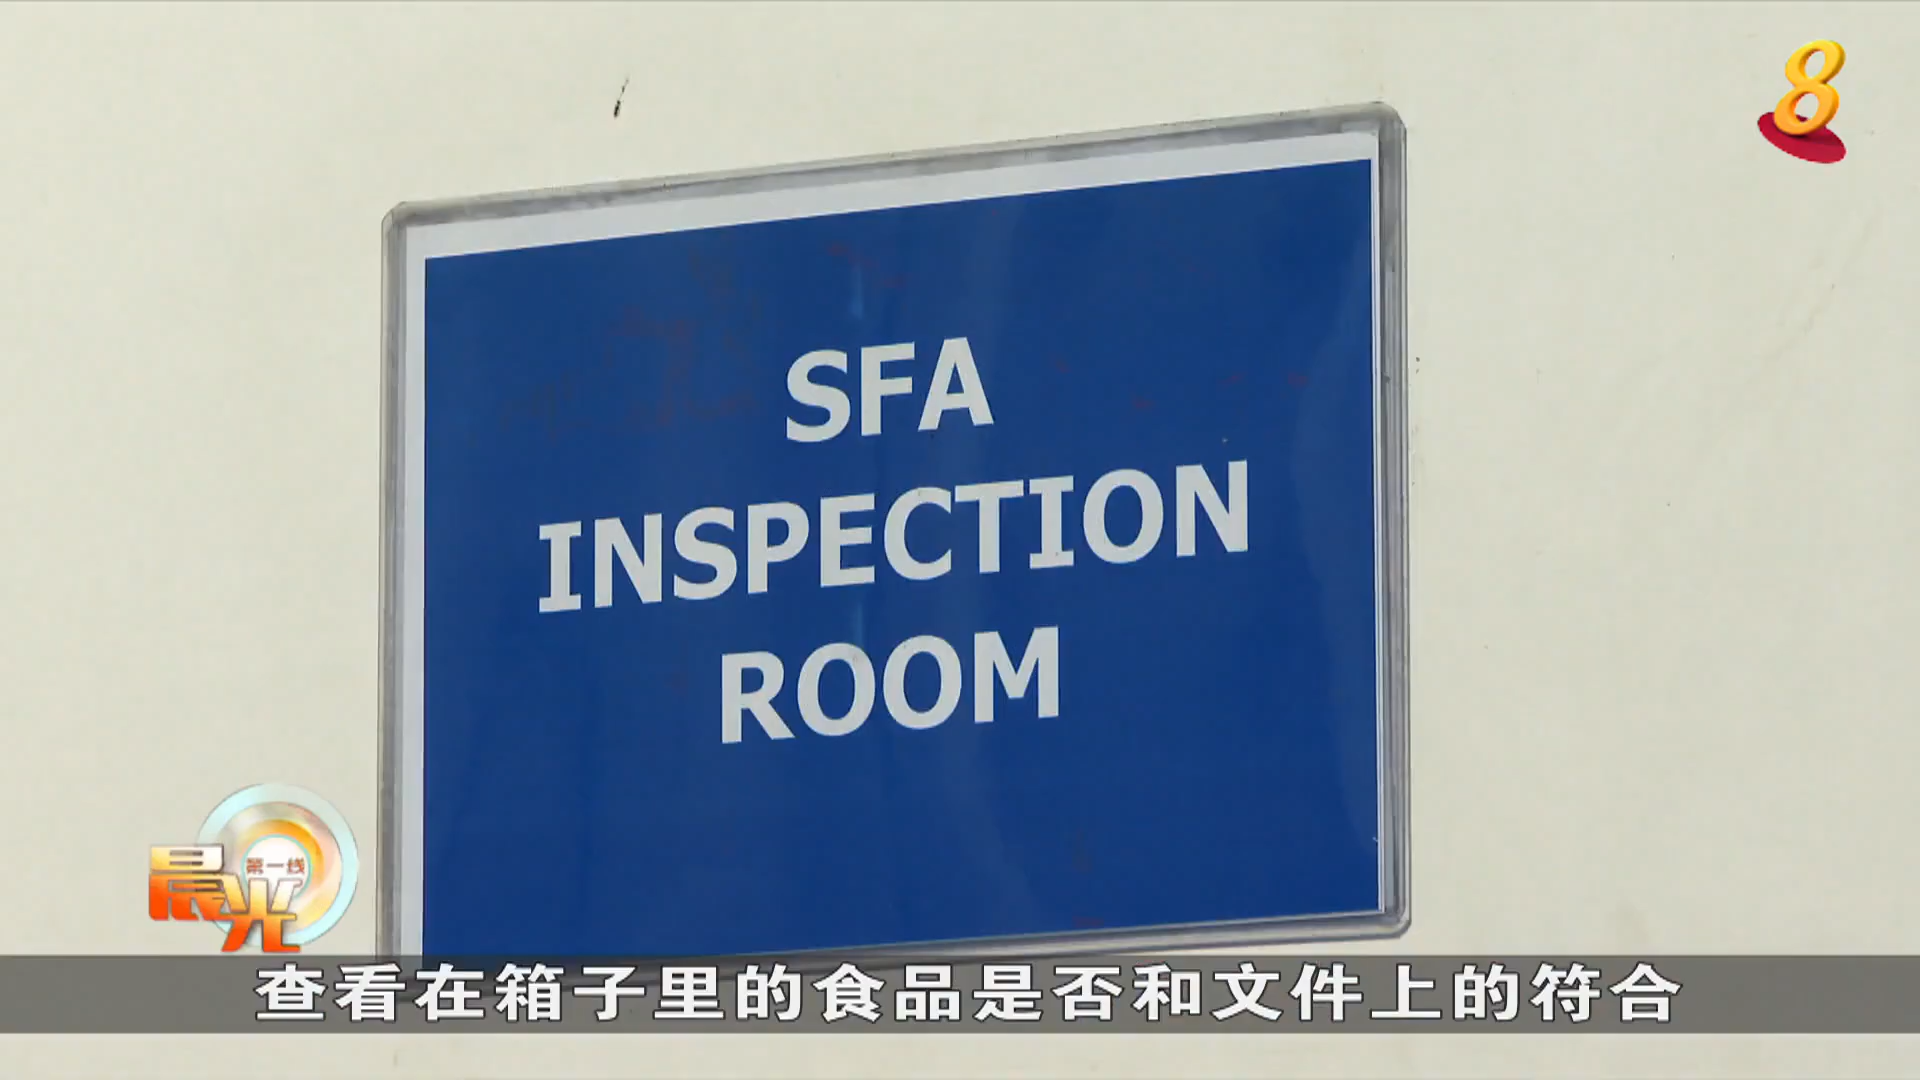 8
SFA
INSPECTION
ROOM
晨光
第一线
查看在箱子里的食品是否和文件上的符合